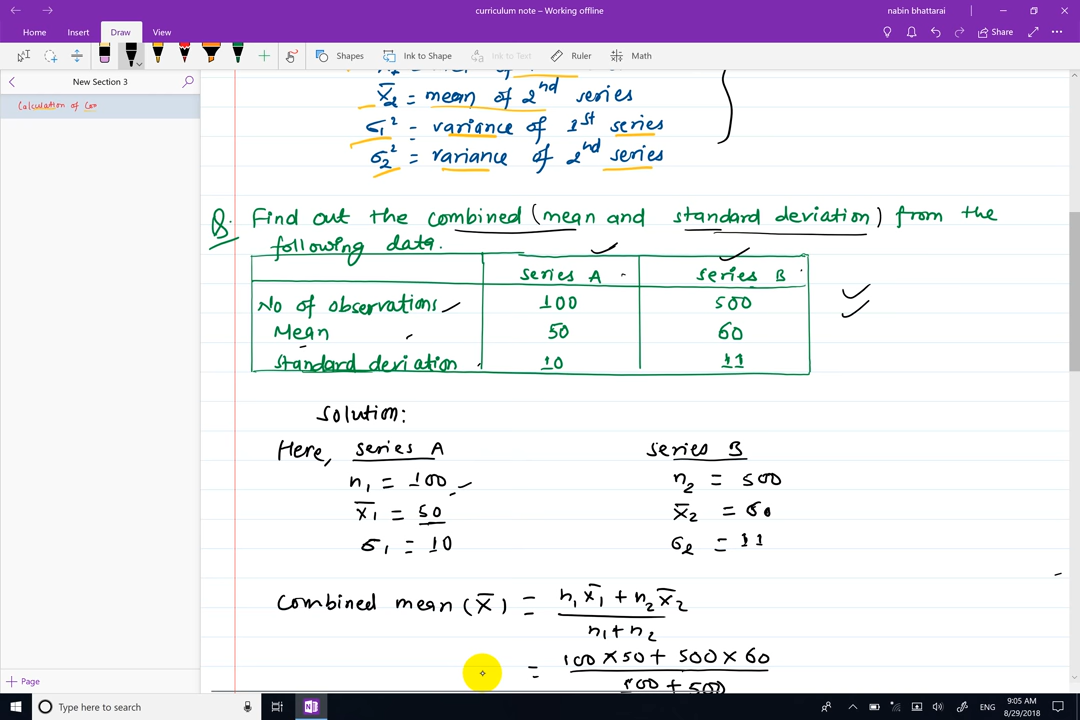 curriculum note – Working offline
nabin bhattarai
Home Insert Draw View
Share
Shapes Ink to Shape Ink to Text Ruler Math
New Section 3
Calculation of Com
x̄₂ = mean of 2nd series
σ₁² = variance of 1st series
σ₂² = variance of 2nd series
Q. Find out the combined (mean and standard deviation) from the
following data.
series A series B
No of observations 100 500
Mean 50 60
Standard deviation 10 11
Solution:
Here, series A series B
n₁ = 100 n₂ = 500
x̄₁ = 50 x̄₂ = 60
σ₁ = 10 σ₂ = 11
Combined mean (x̄) = n₁x̄₁ + n₂x̄₂
n₁ + n₂
= 100 × 50 + 500 × 60
100 + 500
+ Page
Type here to search
ENG
9:05 AM
8/29/2018